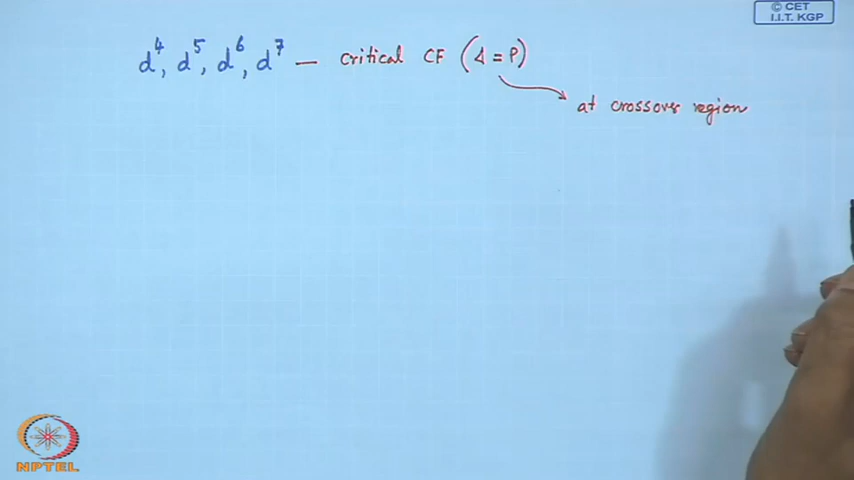 © CET
I.I.T. KGP
d⁴, d⁵, d⁶, d⁷ — Critical CF (Δ = P)
at crossover region
NPTEL